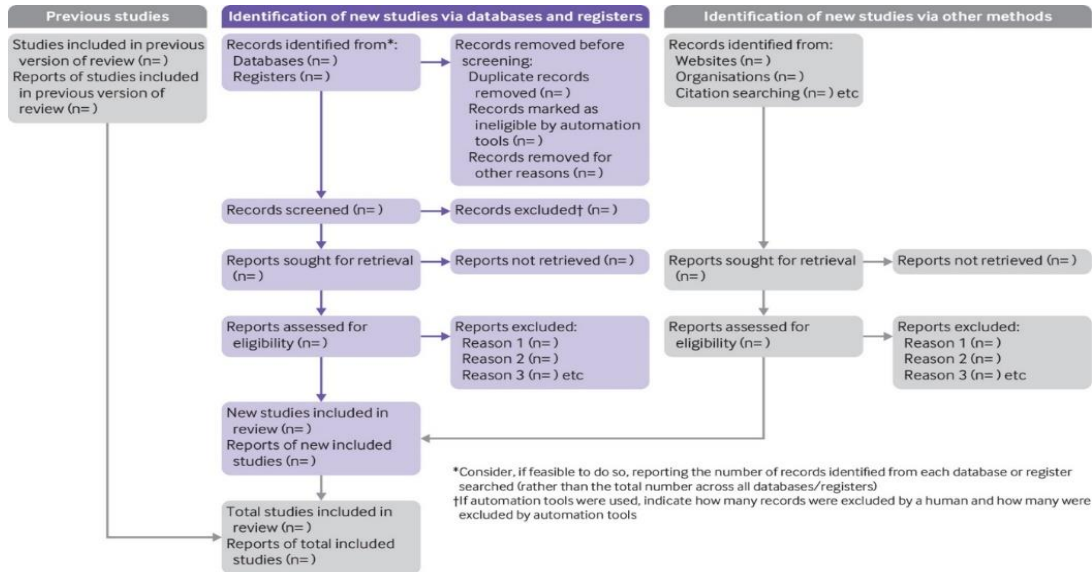 Previous studies
Studies included in previous
version of review (n= )
Reports of studies included
in previous version of
review (n= )
Identification of new studies via databases and registers
Records identified from*:
Databases (n= )
Registers (n= )
Records removed before
screening:
Duplicate records
removed (n= )
Records marked as
ineligible by automation
tools (n= )
Records removed for
other reasons (n= )
Records screened (n= )
Records excluded† (n= )
Reports sought for retrieval
(n= )
Reports not retrieved (n= )
Reports assessed for
eligibility (n= )
Reports excluded:
Reason 1 (n= )
Reason 2 (n= )
Reason 3 (n= ) etc
New studies included in
review (n= )
Reports of new included
studies (n= )
Total studies included in
review (n= )
Reports of total included
studies (n= )
Identification of new studies via other methods
Records identified from:
Websites (n= )
Organisations (n= )
Citation searching (n= ) etc
Reports sought for retrieval
(n= )
Reports not retrieved (n= )
Reports assessed for
eligibility (n= )
Reports excluded:
Reason 1 (n= )
Reason 2 (n= )
Reason 3 (n= ) etc
*Consider, if feasible to do so, reporting the number of records identified from each database or register
searched (rather than the total number across all databases/registers)
†If automation tools were used, indicate how many records were excluded by a human and how many were
excluded by automation tools